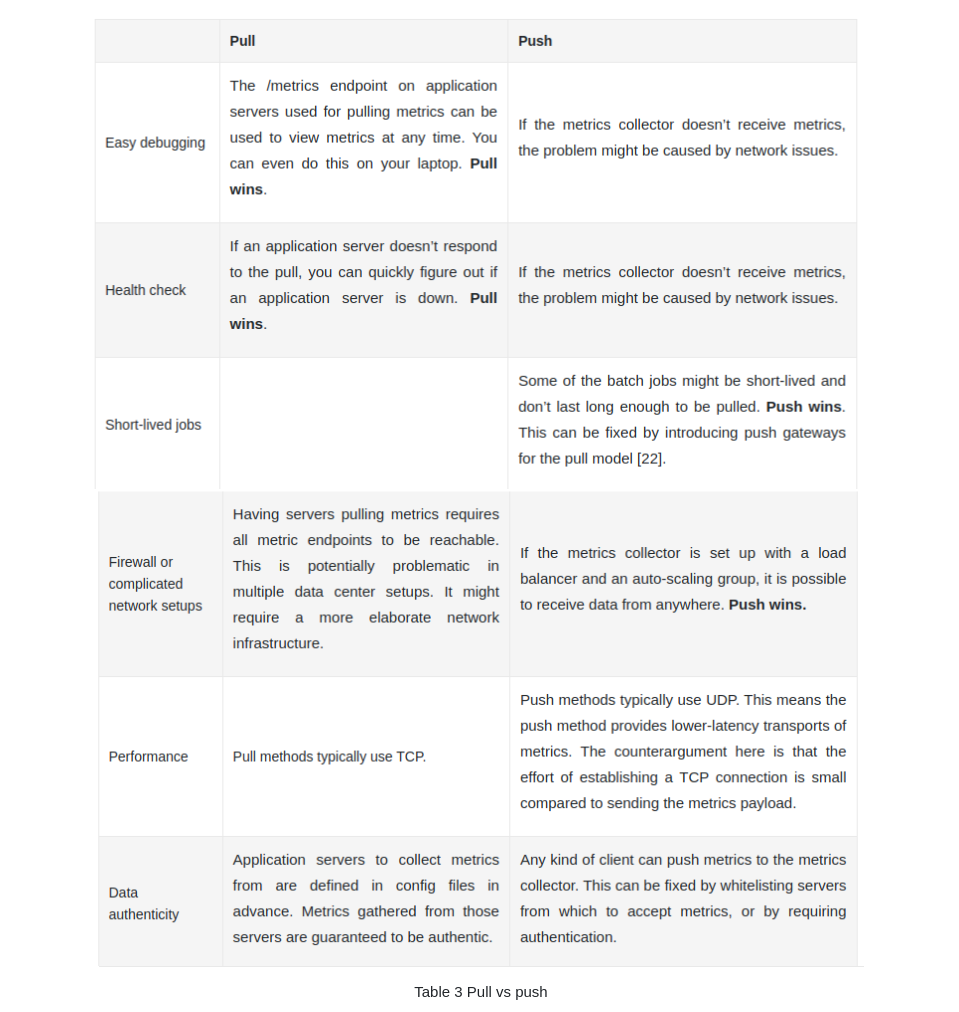 Pull Push
Easy debugging
The /metrics endpoint on application
servers used for pulling metrics can be
used to view metrics at any time. You
can even do this on your laptop. Pull
wins.
If the metrics collector doesn’t receive metrics,
the problem might be caused by network issues.
Health check
If an application server doesn’t respond
to the pull, you can quickly figure out if
an application server is down. Pull
wins.
If the metrics collector doesn’t receive metrics,
the problem might be caused by network issues.
Short-lived jobs
Some of the batch jobs might be short-lived and
don’t last long enough to be pulled. Push wins.
This can be fixed by introducing push gateways
for the pull model [22].
Firewall or
complicated
network setups
Having servers pulling metrics requires
all metric endpoints to be reachable.
This is potentially problematic in
multiple data center setups. It might
require a more elaborate network
infrastructure.
If the metrics collector is set up with a load
balancer and an auto-scaling group, it is possible
to receive data from anywhere. Push wins.
Performance
Pull methods typically use TCP.
Push methods typically use UDP. This means the
push method provides lower-latency transports of
metrics. The counterargument here is that the
effort of establishing a TCP connection is small
compared to sending the metrics payload.
Data
authenticity
Application servers to collect metrics
from are defined in config files in
advance. Metrics gathered from those
servers are guaranteed to be authentic.
Any kind of client can push metrics to the metrics
collector. This can be fixed by whitelisting servers
from which to accept metrics, or by requiring
authentication.
Table 3 Pull vs push